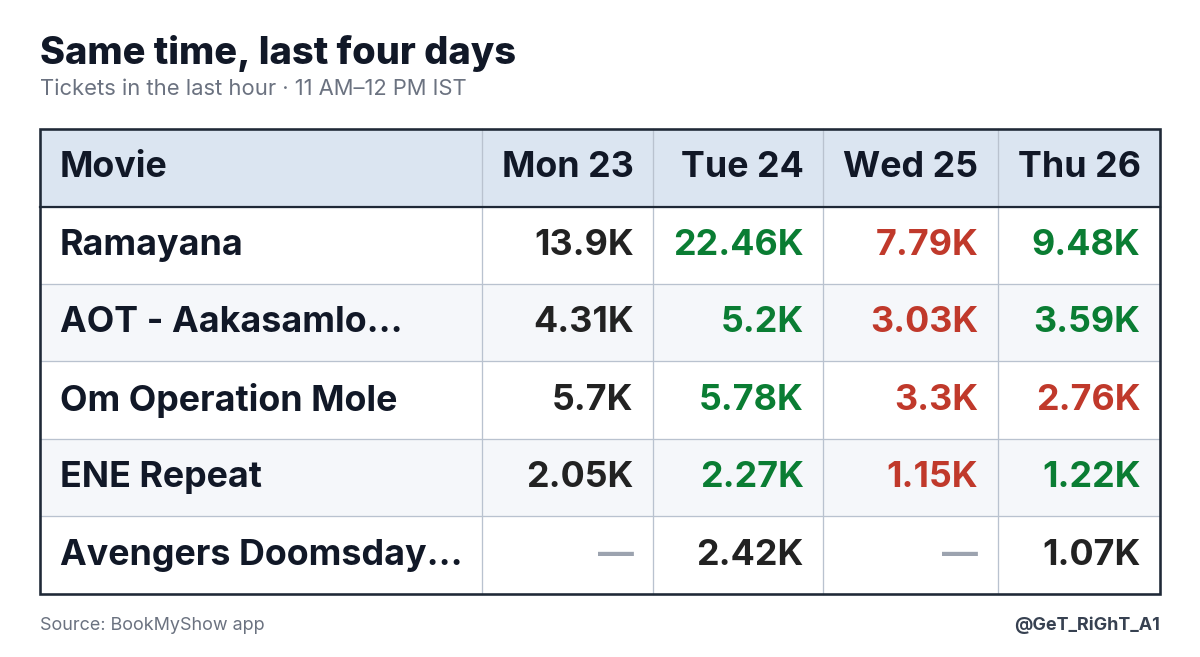 Same time, last four days
Tickets in the last hour · 11 AM–12 PM IST
Movie Mon 23 Tue 24 Wed 25 Thu 26
Ramayana 13.9K 22.46K 7.79K 9.48K
AOT - Aakasamlo... 4.31K 5.2K 3.03K 3.59K
Om Operation Mole 5.7K 5.78K 3.3K 2.76K
ENE Repeat 2.05K 2.27K 1.15K 1.22K
Avengers Doomsday... — 2.42K — 1.07K
Source: BookMyShow app @GeT_RiGhT_A1